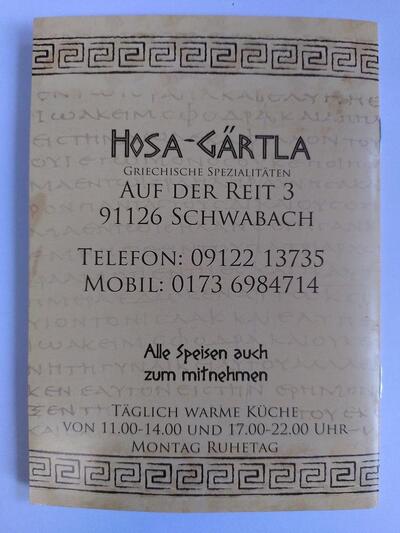 Hosa-Gärtla
Griechische Spezialitäten
Auf der Reit 3
91126 Schwabach
Telefon: 09122 13735
Mobil: 0173 6984714
Alle Speisen auch
zum mitnehmen
Täglich warme Küche
von 11.00-14.00 und 17.00-22.00 Uhr
Montag Ruhetag